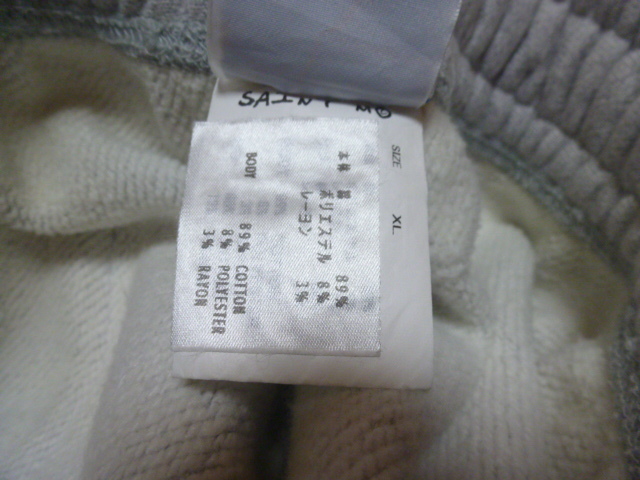 SIZE XL
本体 綿 89%
ポリエステル 8%
レーヨン 3%
BODY 89% COTTON
8% POLYESTER
3% RAYON